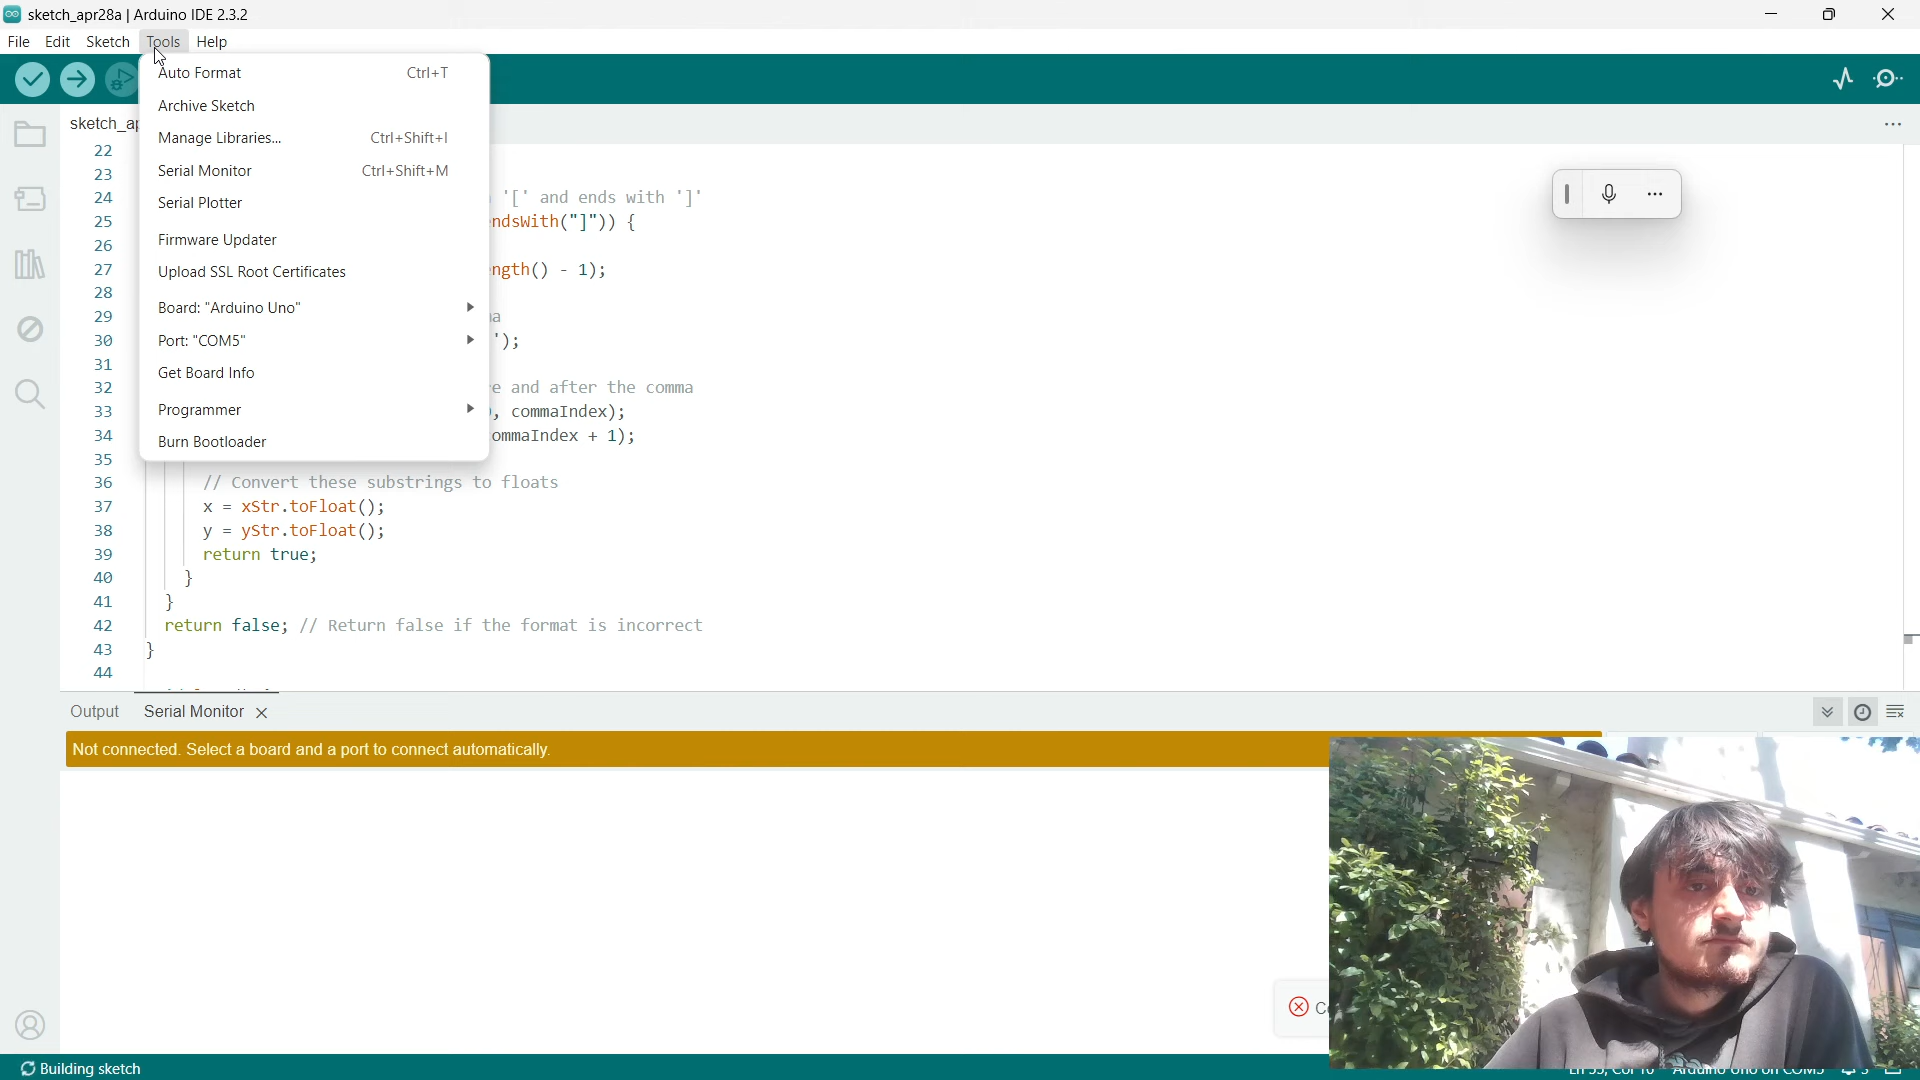 sketch_apr28a | Arduino IDE 2.3.2
File Edit Sketch Tools Help
Auto Format Ctrl+T
Archive Sketch
Manage Libraries... Ctrl+Shift+I
Serial Monitor Ctrl+Shift+M
Serial Plotter
Firmware Updater
Upload SSL Root Certificates
Board: "Arduino Uno"
Port: "COM5"
Get Board Info
Programmer
Burn Bootloader
22
23
24 '[' and ends with ']'
25 ndsWith("]")) {
26
27 ngth() - 1);
28
29
30 ');
31
32 and after the comma
33 , commaIndex);
34 ommaIndex + 1);
35
36 // Convert these substrings to floats
37 x = xStr.toFloat();
38 y = yStr.toFloat();
39 return true;
40 }
41 }
42 return false; // Return false if the format is incorrect
43 }
44
Output Serial Monitor
Not connected. Select a board and a port to connect automatically.
Building sketch